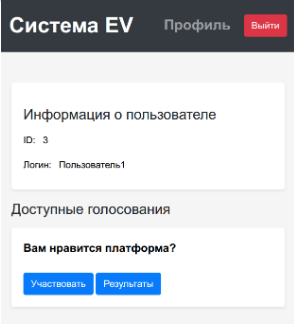 Система EV Профиль Выйти
Информация о пользователе
ID: 3
Логин: Пользователь1
Доступные голосования
Вам нравится платформа?
Участвовать Результаты